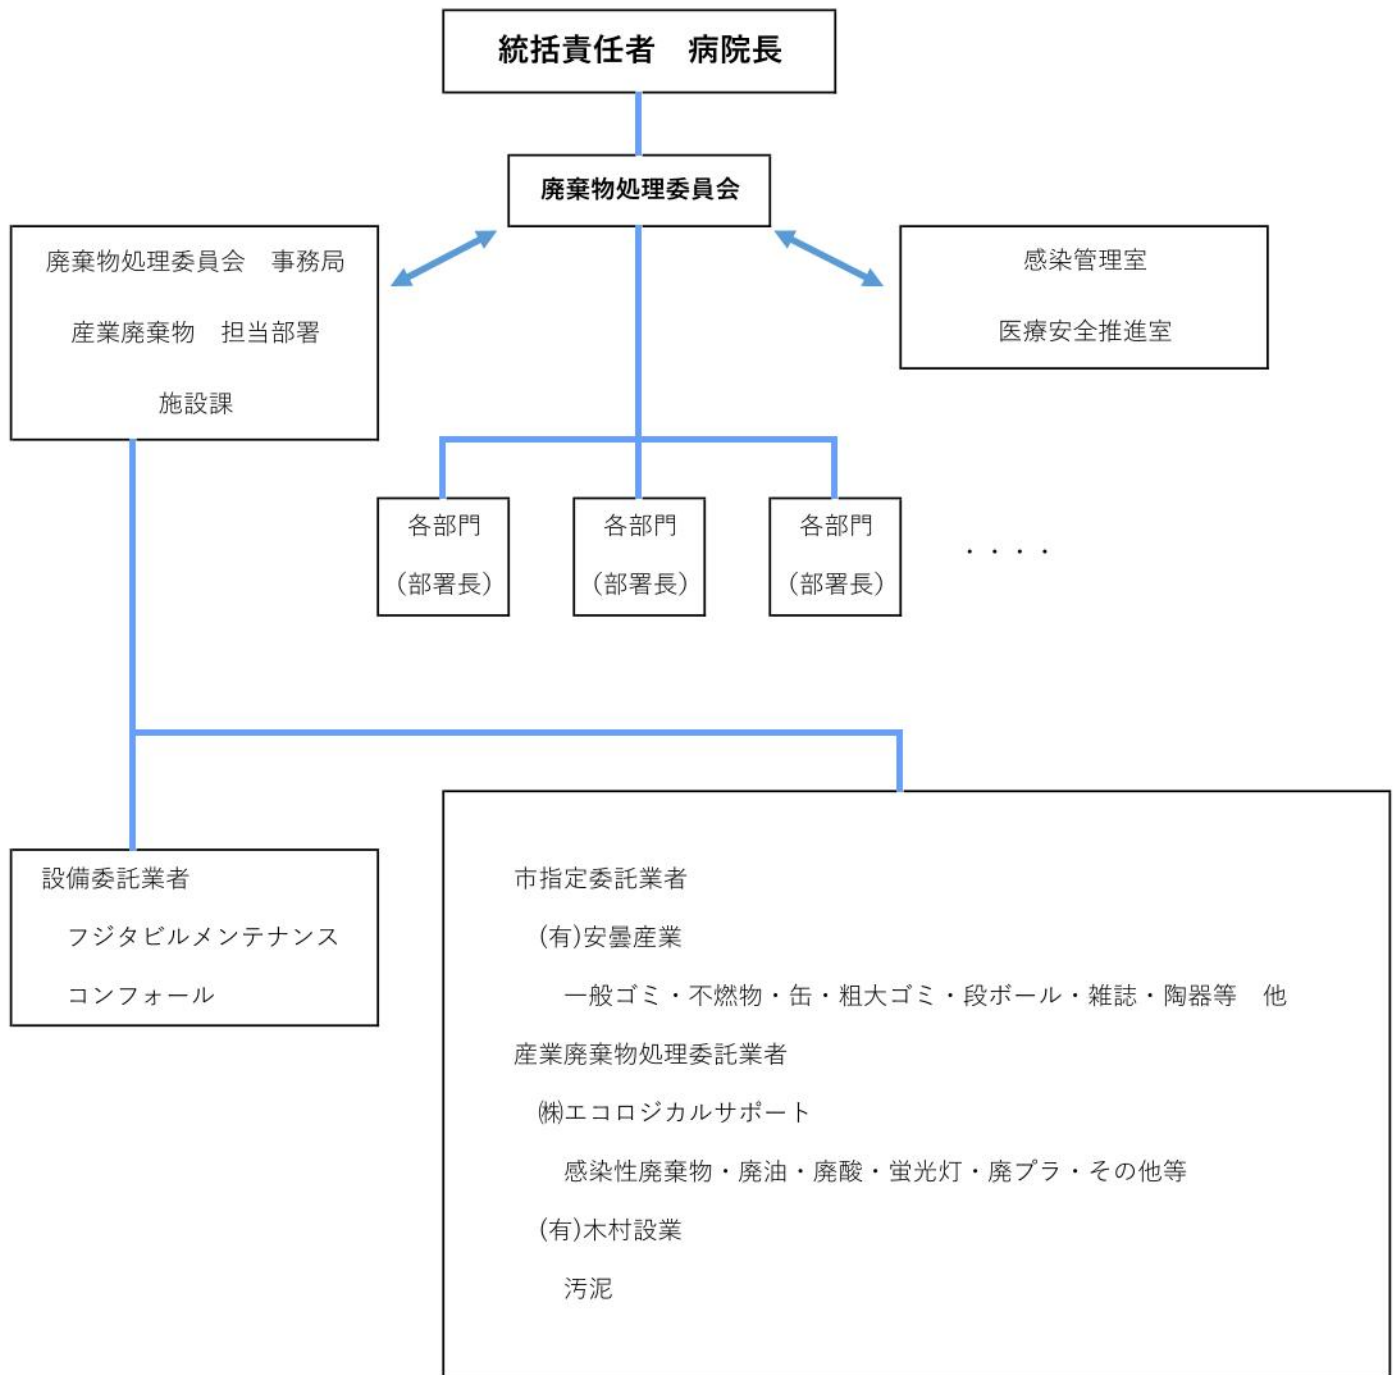 統括責任者　病院長
廃棄物処理委員会
廃棄物処理委員会　事務局
産業廃棄物　担当部署
施設課
感染管理室
医療安全推進室
各部門
（部署長）
各部門
（部署長）
各部門
（部署長）
・・・・
設備委託業者
フジタビルメンテナンス
コンフォール
市指定委託業者
(有)安曇産業
一般ゴミ・不燃物・缶・粗大ゴミ・段ボール・雑誌・陶器等　他
産業廃棄物処理委託業者
㈱エコロジカルサポート
感染性廃棄物・廃油・廃酸・蛍光灯・廃プラ・その他等
(有)木村設業
汚泥